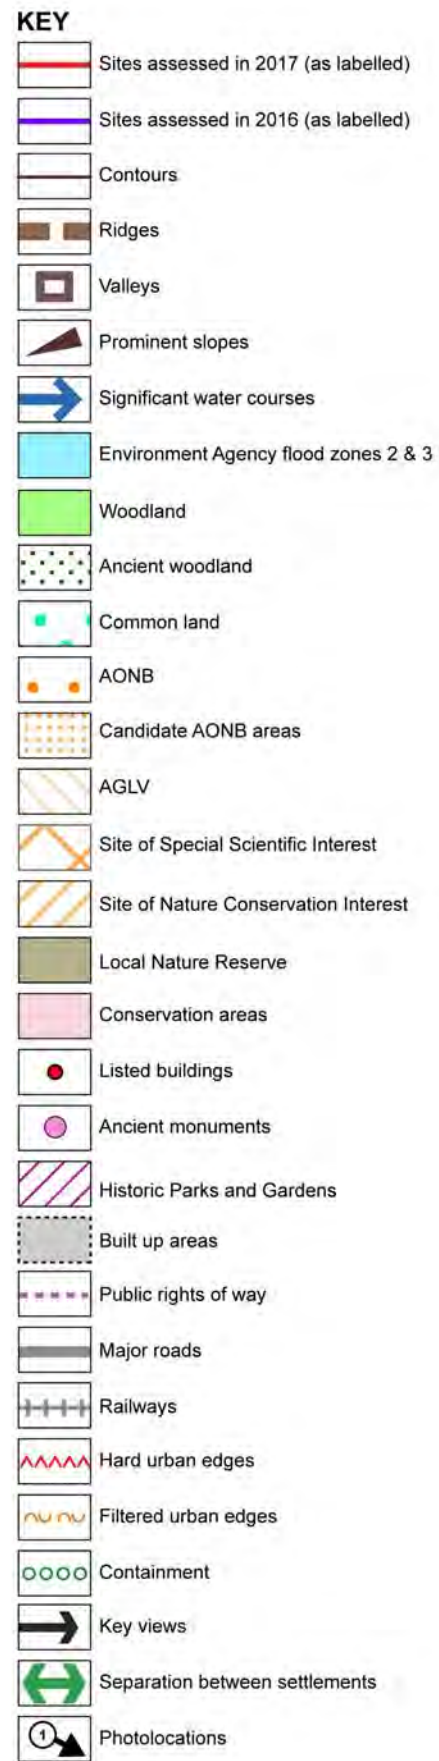 KEY
Sites assessed in 2017 (as labelled)
Sites assessed in 2016 (as labelled)
Contours
Ridges
Valleys
Prominent slopes
Significant water courses
Environment Agency flood zones 2 & 3
Woodland
Ancient woodland
Common land
AONB
Candidate AONB areas
AGLV
Site of Special Scientific Interest
Site of Nature Conservation Interest
Local Nature Reserve
Conservation areas
Listed buildings
Ancient monuments
Historic Parks and Gardens
Built up areas
Public rights of way
Major roads
Railways
Hard urban edges
Filtered urban edges
Containment
Key views
Separation between settlements
1 Photolocations